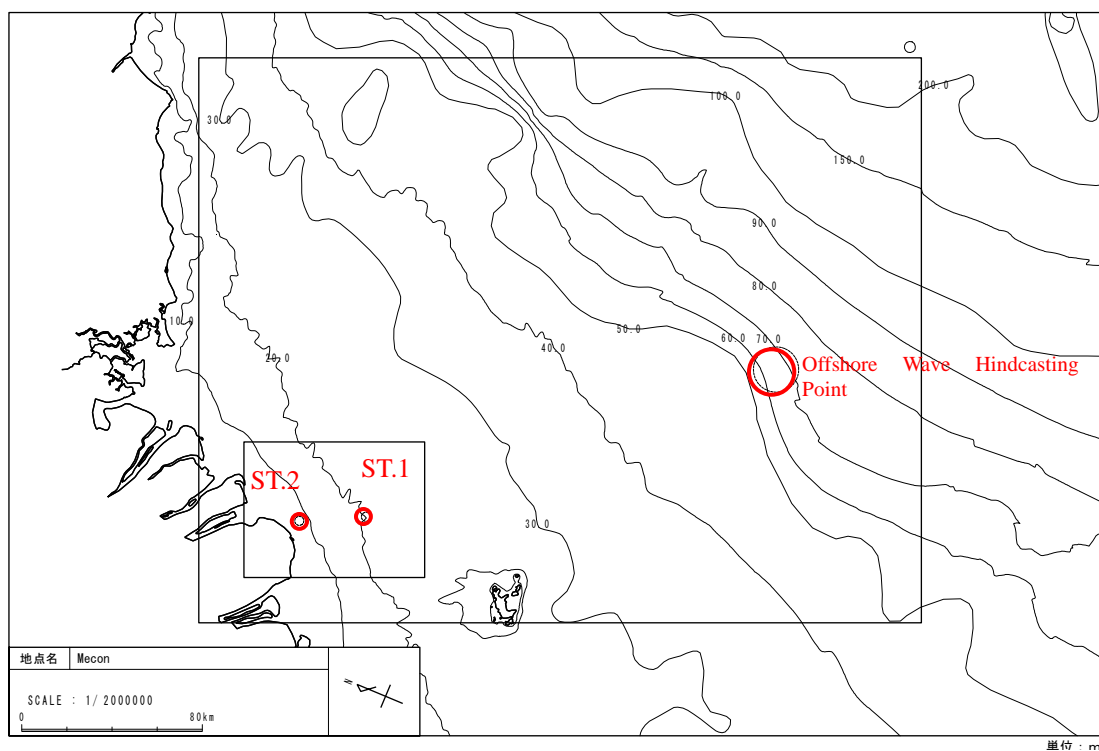 200.0
100.0
30.0
150.0
90.0
80.0
10.0
50.0
60.0
70.0
40.0
20.0
Offshore Wave Hindcasting
Point
ST.1
ST.2
30.0
地点名 Mecon
N
SCALE : 1/2000000
0 80km
単位：m